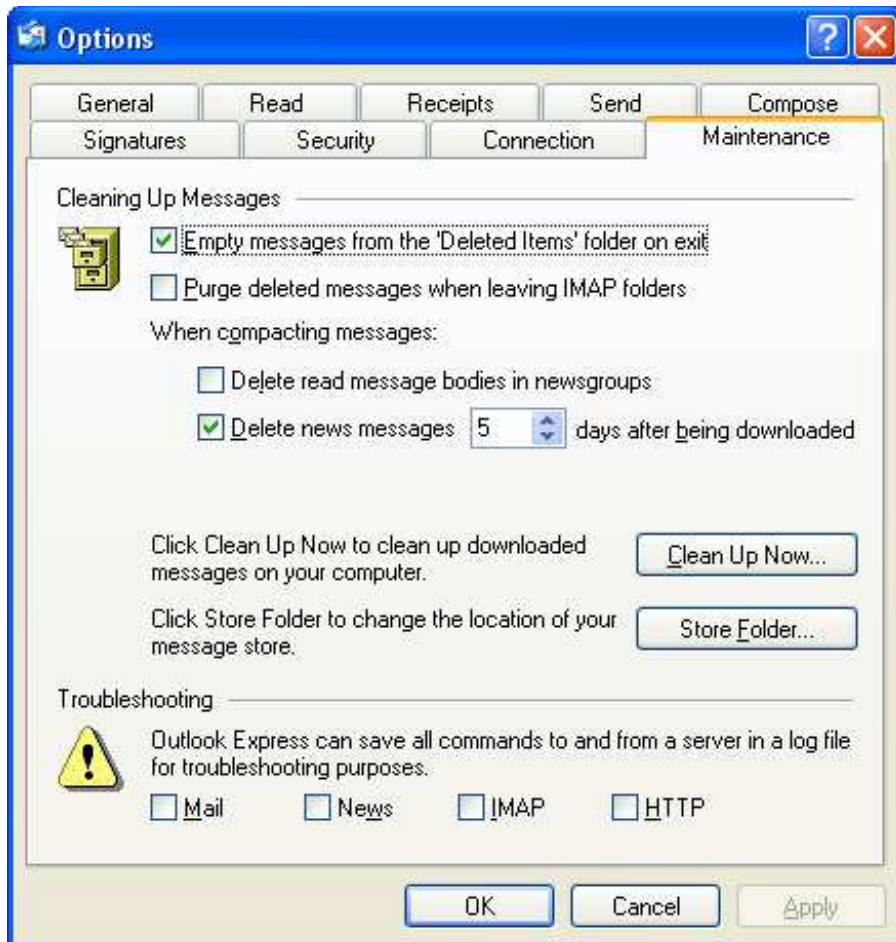 Options
General Read Receipts Send Compose
Signatures Security Connection Maintenance
Cleaning Up Messages
Empty messages from the 'Deleted Items' folder on exit
Purge deleted messages when leaving IMAP folders
When compacting messages:
Delete read message bodies in newsgroups
Delete news messages 5 days after being downloaded
Click Clean Up Now to clean up downloaded
messages on your computer.
Clean Up Now...
Click Store Folder to change the location of your
message store.
Store Folder...
Troubleshooting
Outlook Express can save all commands to and from a server in a log file
for troubleshooting purposes.
Mail News IMAP HTTP
OK Cancel Apply